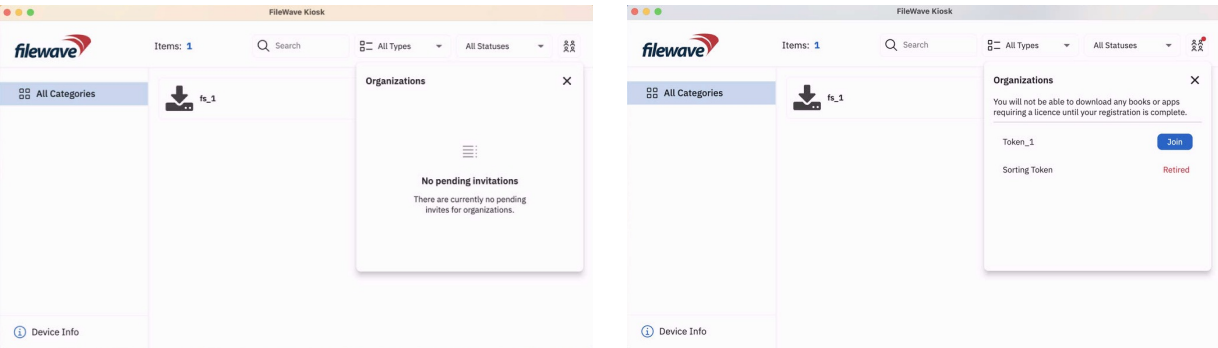 FileWave Kiosk
filewave
Items: 1
Search
All Types
All Statuses
All Categories
fs_1
Organizations
No pending invitations
There are currently no pending
invites for organizations.
Device Info
FileWave Kiosk
filewave
Items: 1
Search
All Types
All Statuses
All Categories
fs_1
Organizations
You will not be able to download any books or apps
requiring a licence until your registration is complete.
Token_1
Join
Sorting Token
Retired
Device Info